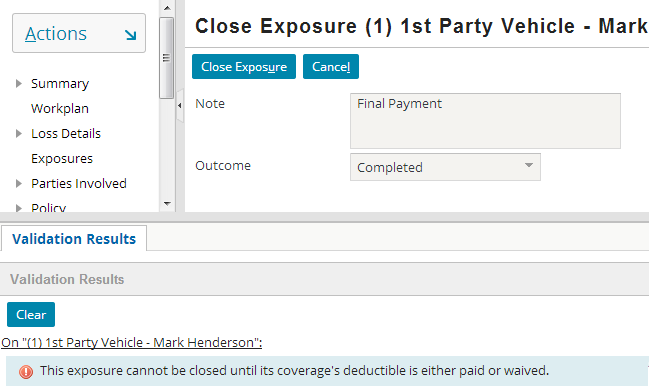 Actions
Summary
Workplan
Loss Details
Exposures
Parties Involved
Policy
Close Exposure (1) 1st Party Vehicle - Mark
Close Exposure Cancel
Note Final Payment
Outcome Completed
Validation Results
Validation Results
Clear
On "(1) 1st Party Vehicle - Mark Henderson":
This exposure cannot be closed until its coverage's deductible is either paid or waived.